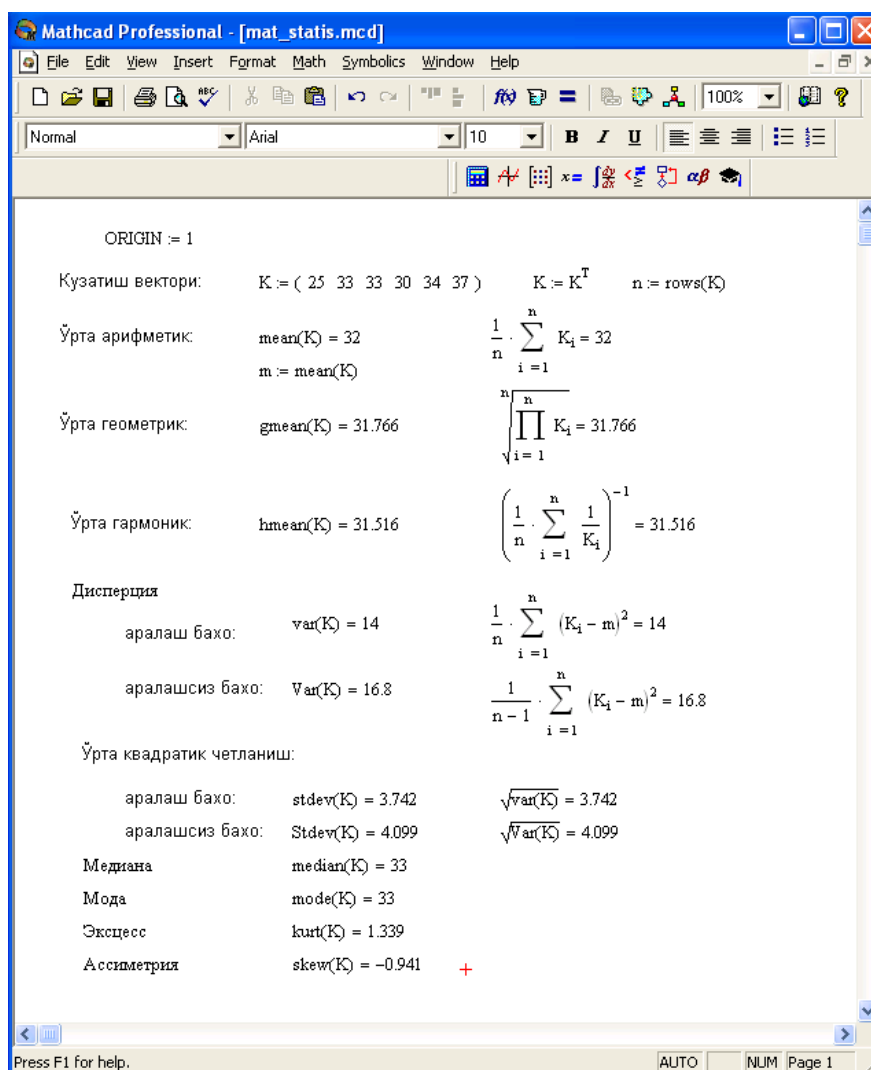 Mathcad Professional - [mat_statis.mcd]
File Edit View Insert Format Math Symbolics Window Help
100%
Normal Arial 10 B I U
ORIGIN := 1
Кузатиш вектори: K := ( 25 33 33 30 34 37 ) K := K^T n := rows(K)
Ўрта арифметик: mean(K) = 32 1/n · ∑_{i = 1}^{n} K_i = 32
m := mean(K)
Ўрта геометрик: gmean(K) = 31.766 ⁿ√(∏_{i = 1}^{n} K_i) = 31.766
Ўрта гармоник: hmean(K) = 31.516 (1/n · ∑_{i = 1}^{n} 1/K_i)^{-1} = 31.516
Дисперция
аралаш бахо: var(K) = 14 1/n · ∑_{i = 1}^{n} (K_i − m)^2 = 14
аралашсиз бахо: Var(K) = 16.8 1/(n − 1) · ∑_{i = 1}^{n} (K_i − m)^2 = 16.8
Ўрта квадратик четланиш:
аралаш бахо: stdev(K) = 3.742 √var(K) = 3.742
аралашсиз бахо: Stdev(K) = 4.099 √Var(K) = 4.099
Медиана median(K) = 33
Мода mode(K) = 33
Эксцесс kurt(K) = 1.339
Ассиметрия skew(K) = −0.941
Press F1 for help. AUTO NUM Page 1